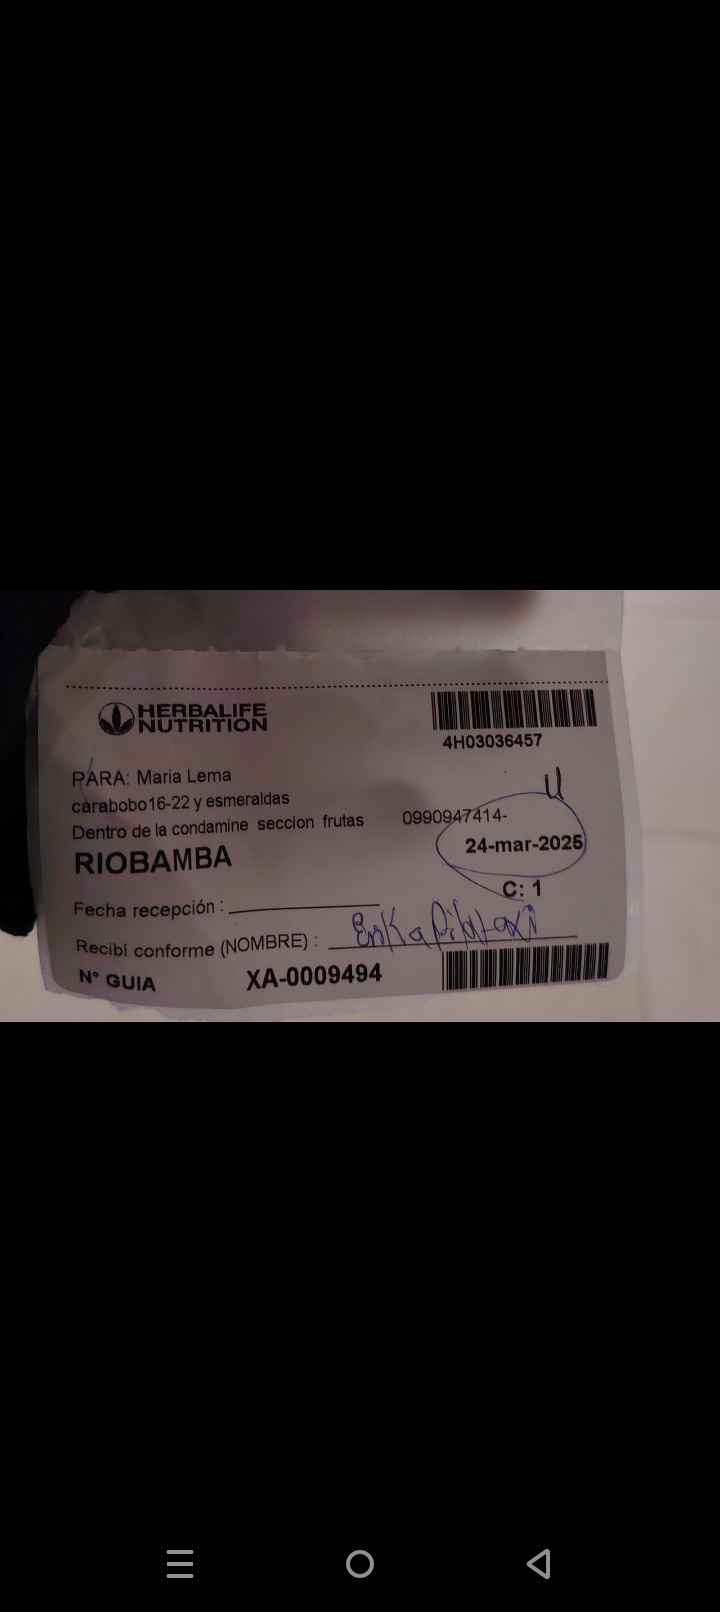 HERBALIFE
NUTRITION
4H03036457
PARA: Maria Lema
carabobo16-22 y esmeraldas
Dentro de la condamine seccion frutas 0990947414-
RIOBAMBA
24-mar-2025
C: 1
Fecha recepción :
Recibí conforme (NOMBRE) :
N° GUIA XA-0009494